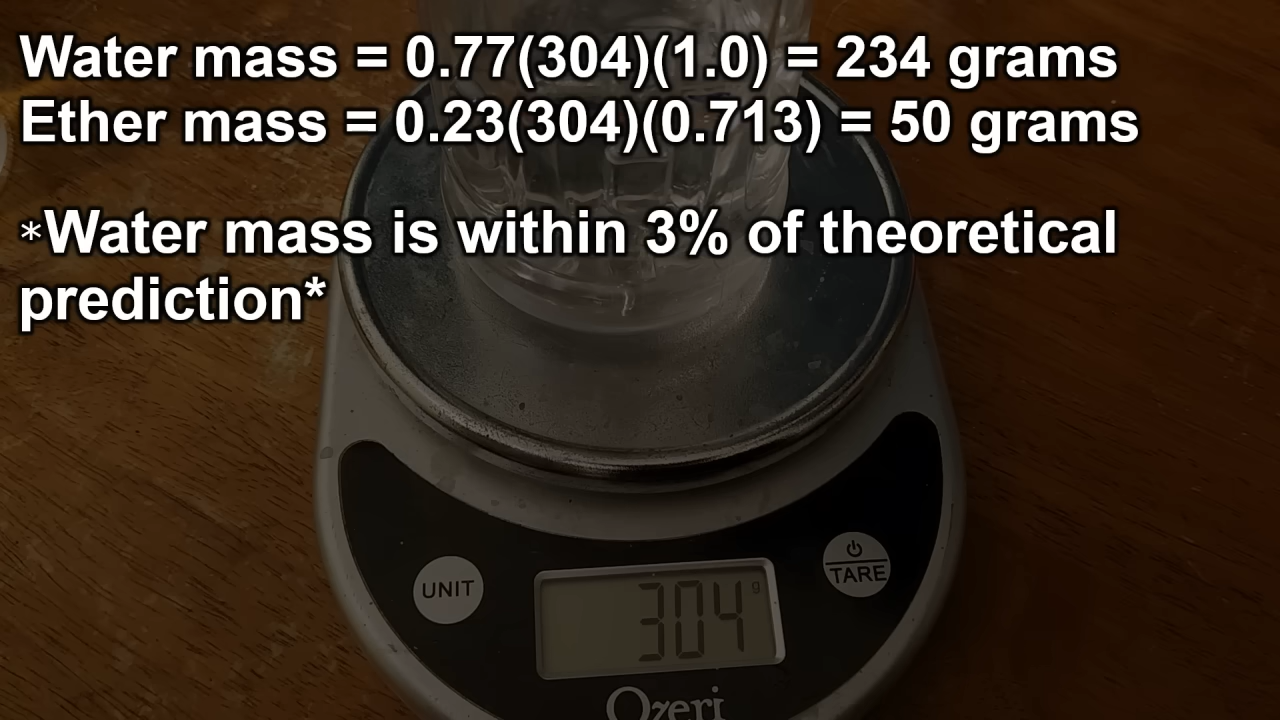 Water mass = 0.77(304)(1.0) = 234 grams
Ether mass = 0.23(304)(0.713) = 50 grams
*Water mass is within 3% of theoretical
prediction*
UNIT
TARE
304 g
Ozeri